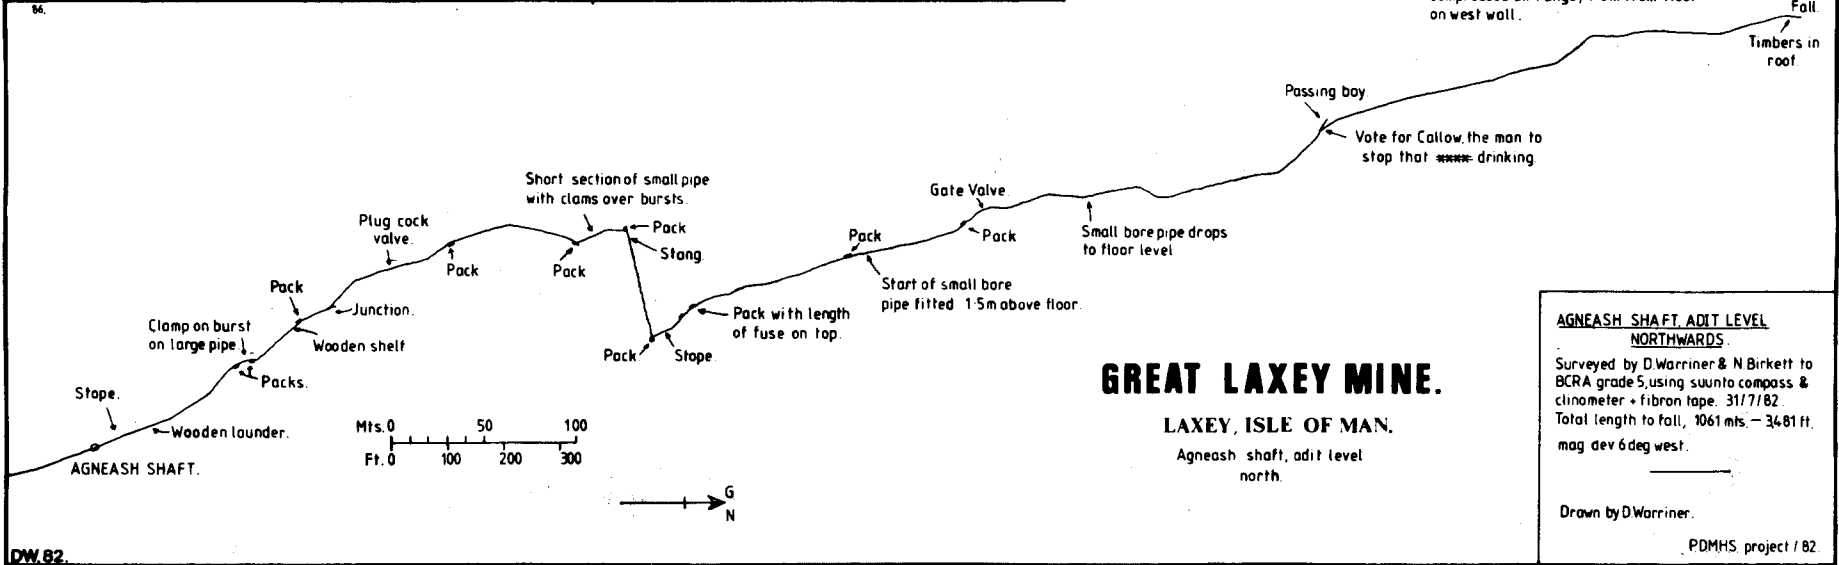 86.
on west wall.
Fall.
Timbers in
roof.
Passing bay.
Vote for Callow, the man to
stop that **** drinking.
Short section of small pipe
with clams over bursts.
Gate Valve.
Plug cock
valve.
Pack
Stang.
Pack
Pack
Pack
Pack
Small bore pipe drops
to floor level
Start of small bore
pipe fitted 1·5m above floor.
Pack
Junction.
Pack with length
of fuse on top.
Clamp on burst
on large pipe.
Wooden shelf
Pack
Stope.
Packs.
Stope.
Wooden launder.
AGNEASH SHAFT.
Mts. 0 50 100
Ft. 0 100 200 300
G
N
GREAT LAXEY MINE.
LAXEY, ISLE OF MAN.
Agneash shaft, adit level
north.
AGNEASH SHAFT. ADIT LEVEL
NORTHWARDS.
Surveyed by D.Warriner & N.Birkett to
BCRA grade 5, using suunto compass &
clinometer + fibron tape. 31/7/82.
Total length to fall, 1061 mts. – 3,481 ft.
mag dev 6 deg west.
Drawn by D.Warriner.
P.D.M.H.S. project / 82.
DW. 82.